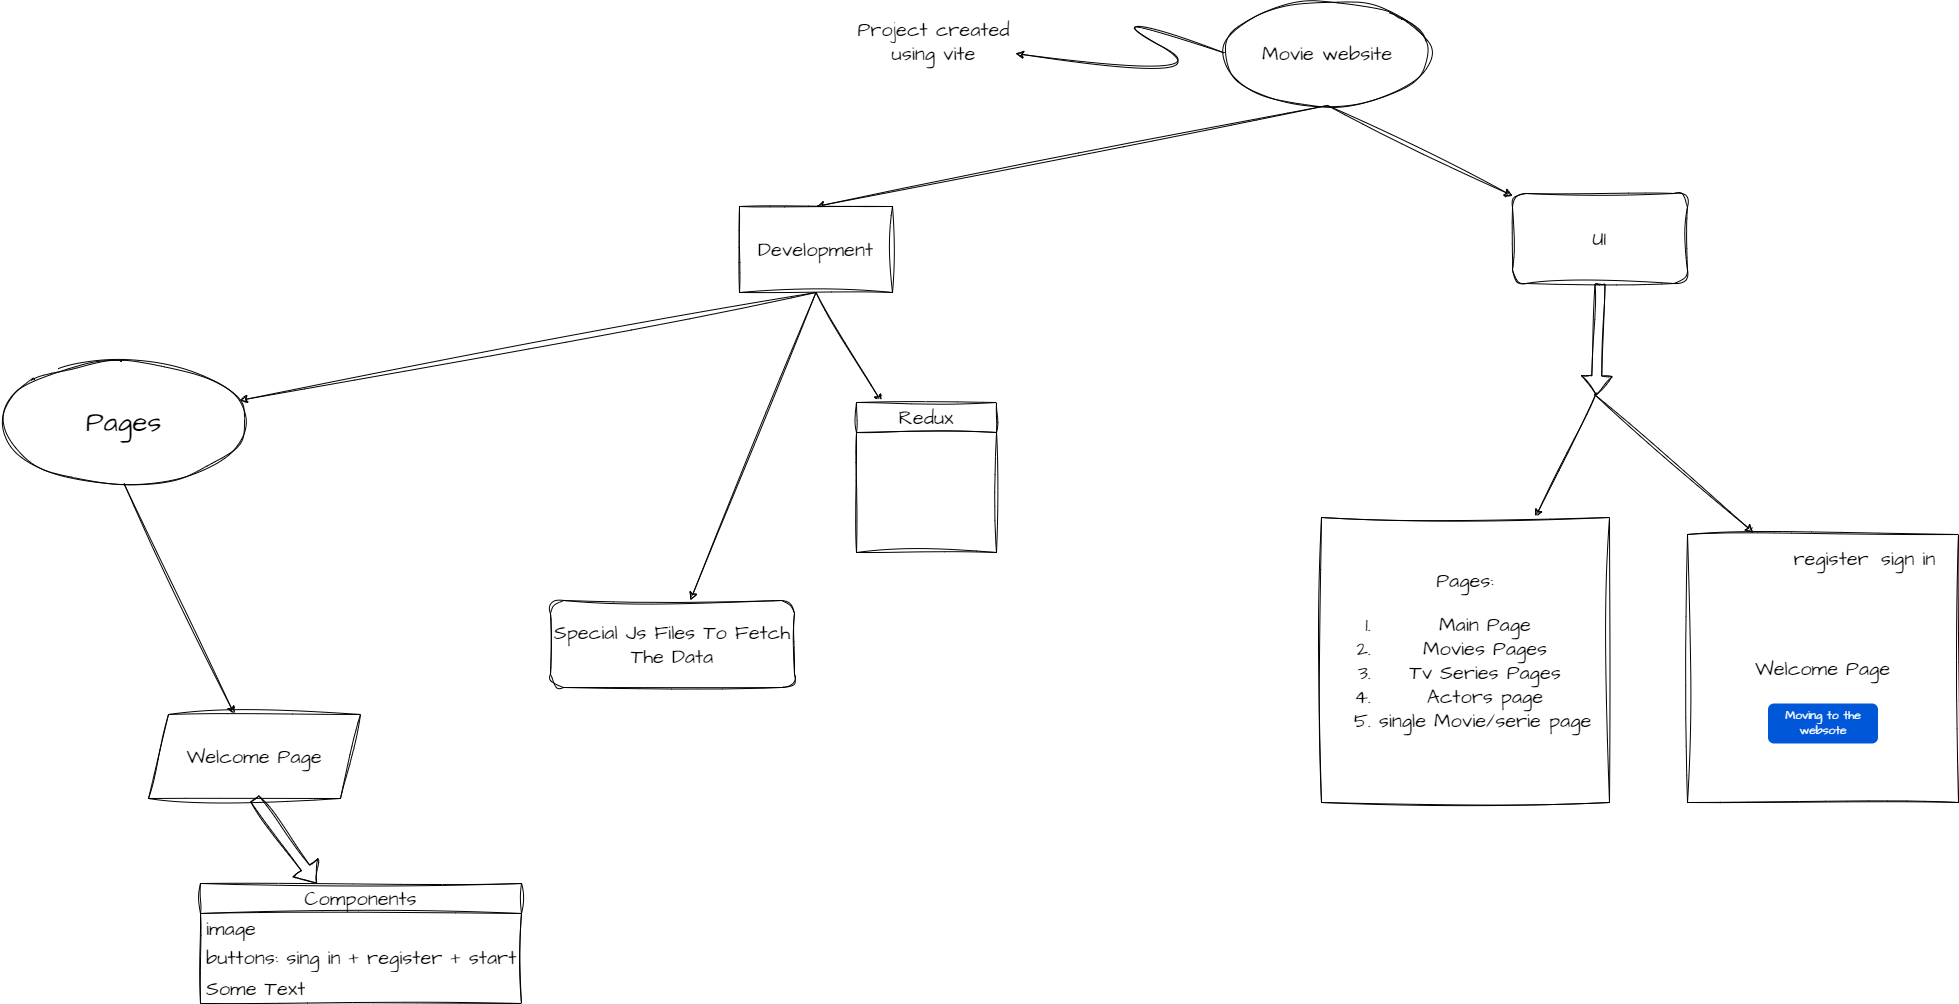 Project created
using vite
Movie website
Development
UI
Pages
Redux
Special Js Files To Fetch
The Data
Pages:
1. Main Page
2. Movies Pages
3. Tv Series Pages
4. Actors page
5. single Movie/serie page
register sign in
Welcome Page
Moving to the
websote
Welcome Page
Components
image
buttons: sing in + register + start
Some Text